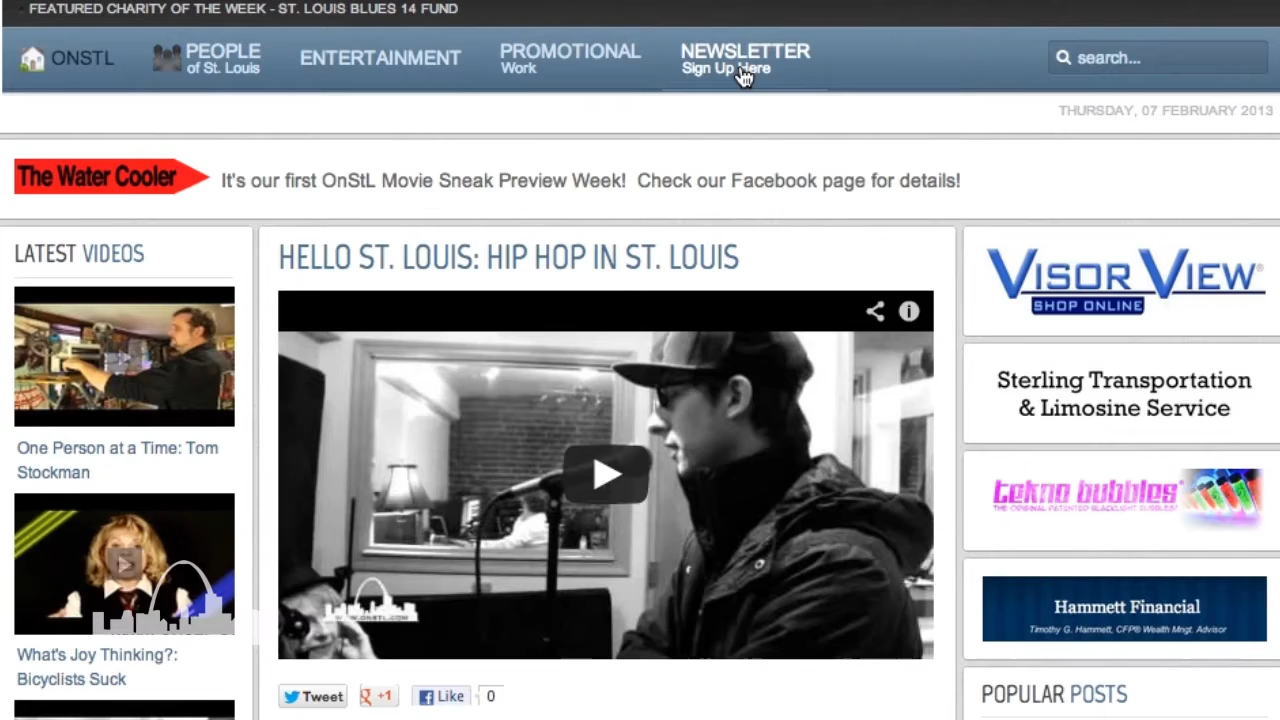 FEATURED CHARITY OF THE WEEK - ST. LOUIS BLUES 14 FUND
ONSTL
PEOPLE
of St. Louis
ENTERTAINMENT
PROMOTIONAL
Work
NEWSLETTER
Sign Up Here
search...
THURSDAY, 07 FEBRUARY 2013
The Water Cooler
It's our first OnStL Movie Sneak Preview Week! Check our Facebook page for details!
LATEST VIDEOS
One Person at a Time: Tom
Stockman
What's Joy Thinking?:
Bicyclists Suck
HELLO ST. LOUIS: HIP HOP IN ST. LOUIS
WWW.ONSTL.COM
Tweet
g +1
Like
0
VISOR VIEW®
SHOP ONLINE
Sterling Transportation
& Limosine Service
tekno bubbles
THE ORIGINAL PATENTED BLACKLIGHT BUBBLES!
Hammett Financial
Timothy G. Hammett, CFP® Wealth Mngt. Advisor
POPULAR POSTS